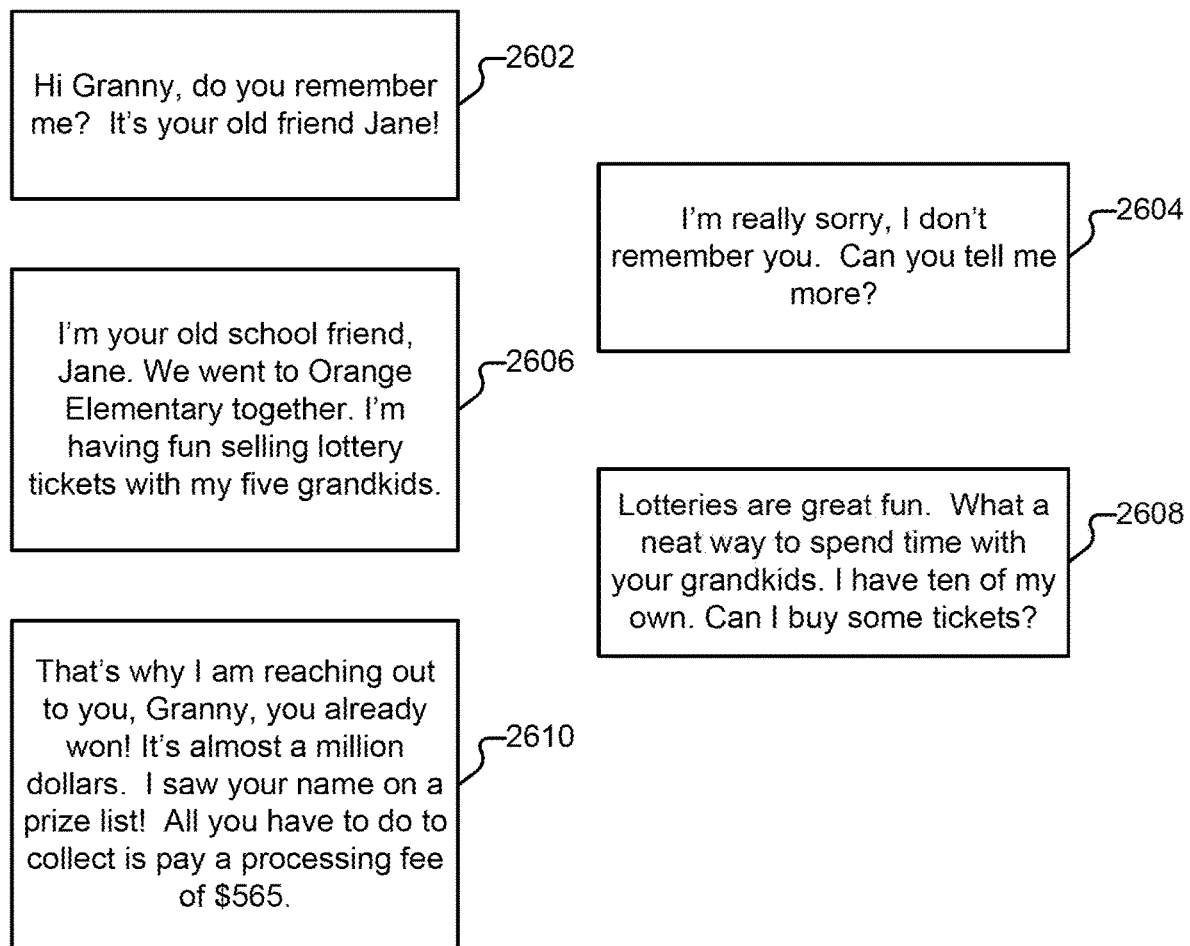 Hi Granny, do you remember
me?  It's your old friend Jane!
2602
I'm really sorry, I don't
remember you.  Can you tell me
more?
2604
I'm your old school friend,
Jane. We went to Orange
Elementary together. I'm
having fun selling lottery
tickets with my five grandkids.
2606
Lotteries are great fun.  What a
neat way to spend time with
your grandkids. I have ten of my
own. Can I buy some tickets?
2608
That's why I am reaching out
to you, Granny, you already
won! It's almost a million
dollars.  I saw your name on a
prize list!  All you have to do to
collect is pay a processing fee
of $565.
2610